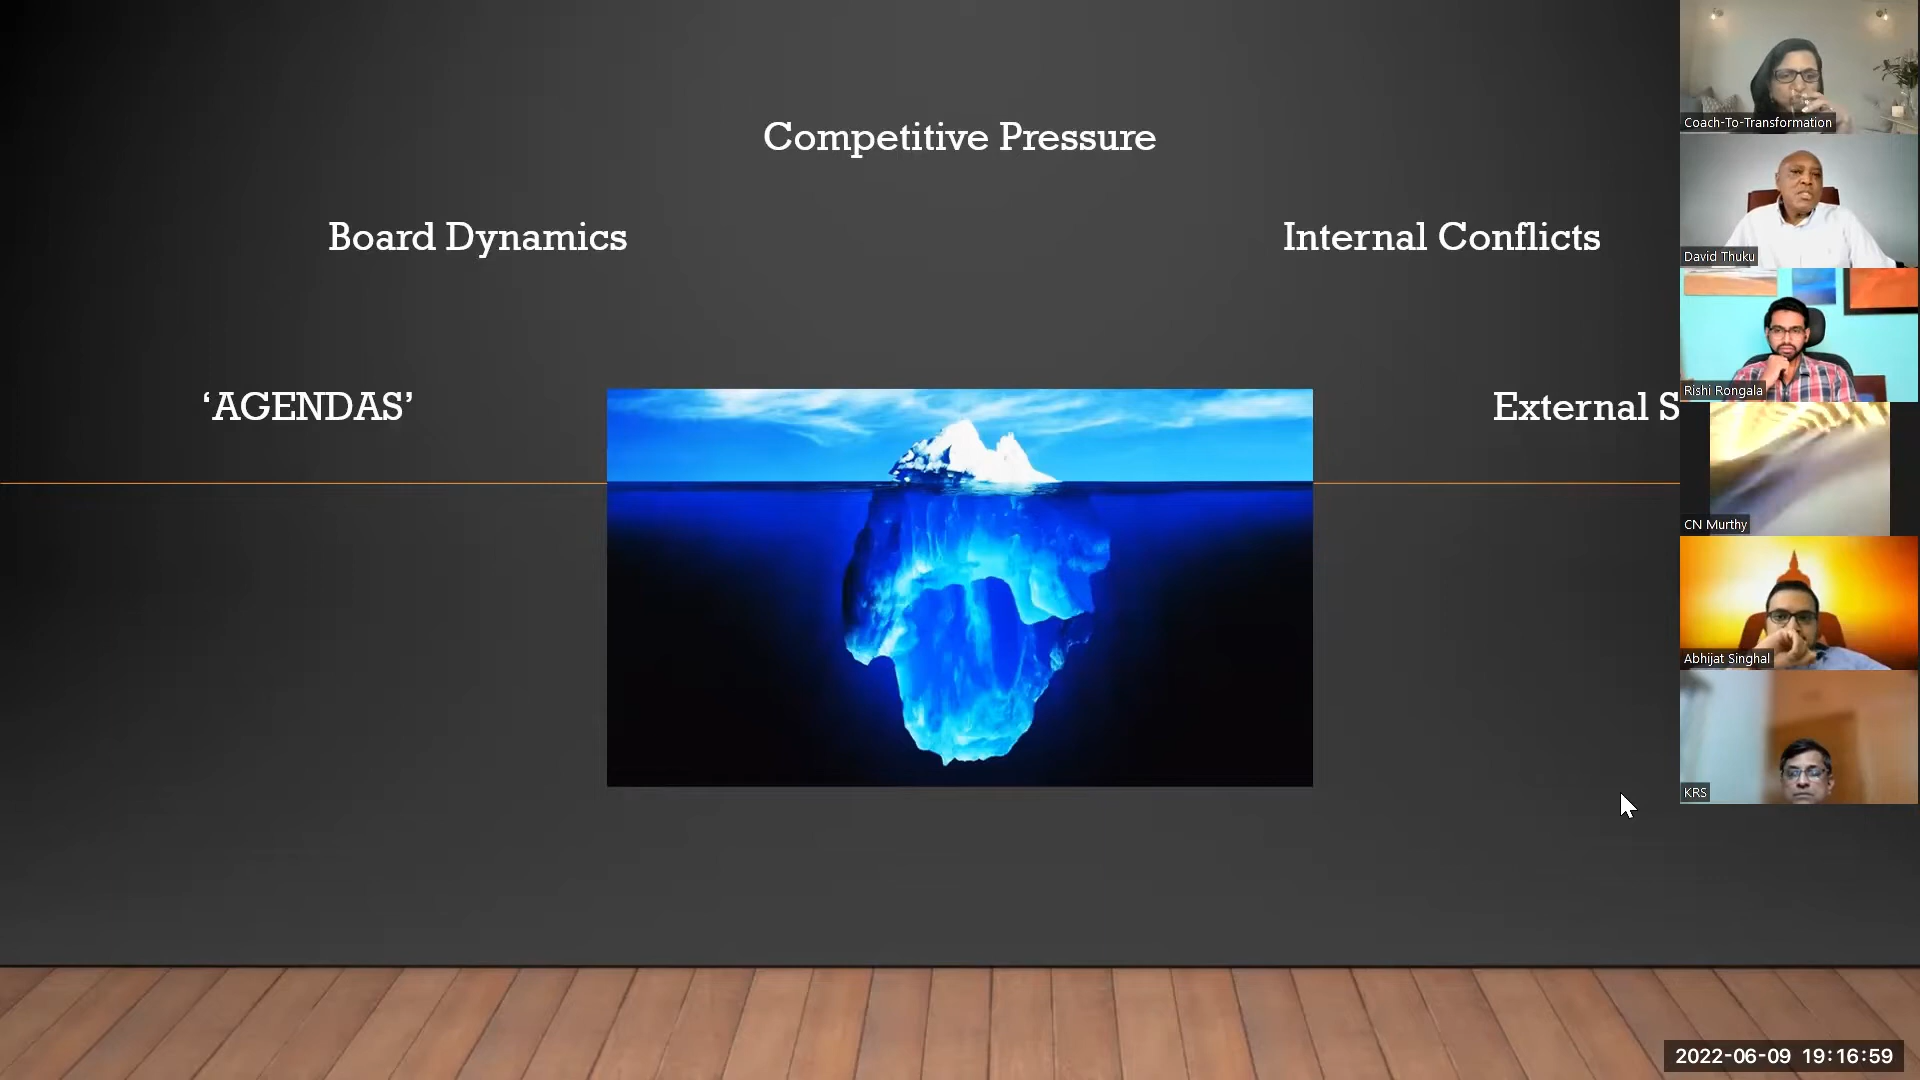 Competitive Pressure
Board Dynamics
Internal Conflicts
‘AGENDAS’
External S
Coach-To-Transformation
David Thuku
Rishi Rongala
CN Murthy
Abhijat Singhal
KRS
2022-06-09 19:16:59